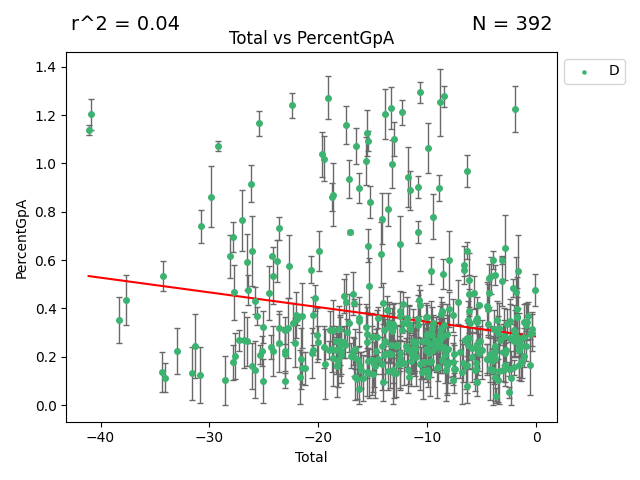 r^2 = 0.04
N = 392
Total vs PercentGpA
D
1.4
1.2
1.0
0.8
0.6
0.4
0.2
0.0
PercentGpA
−40
−30
−20
−10
0
Total